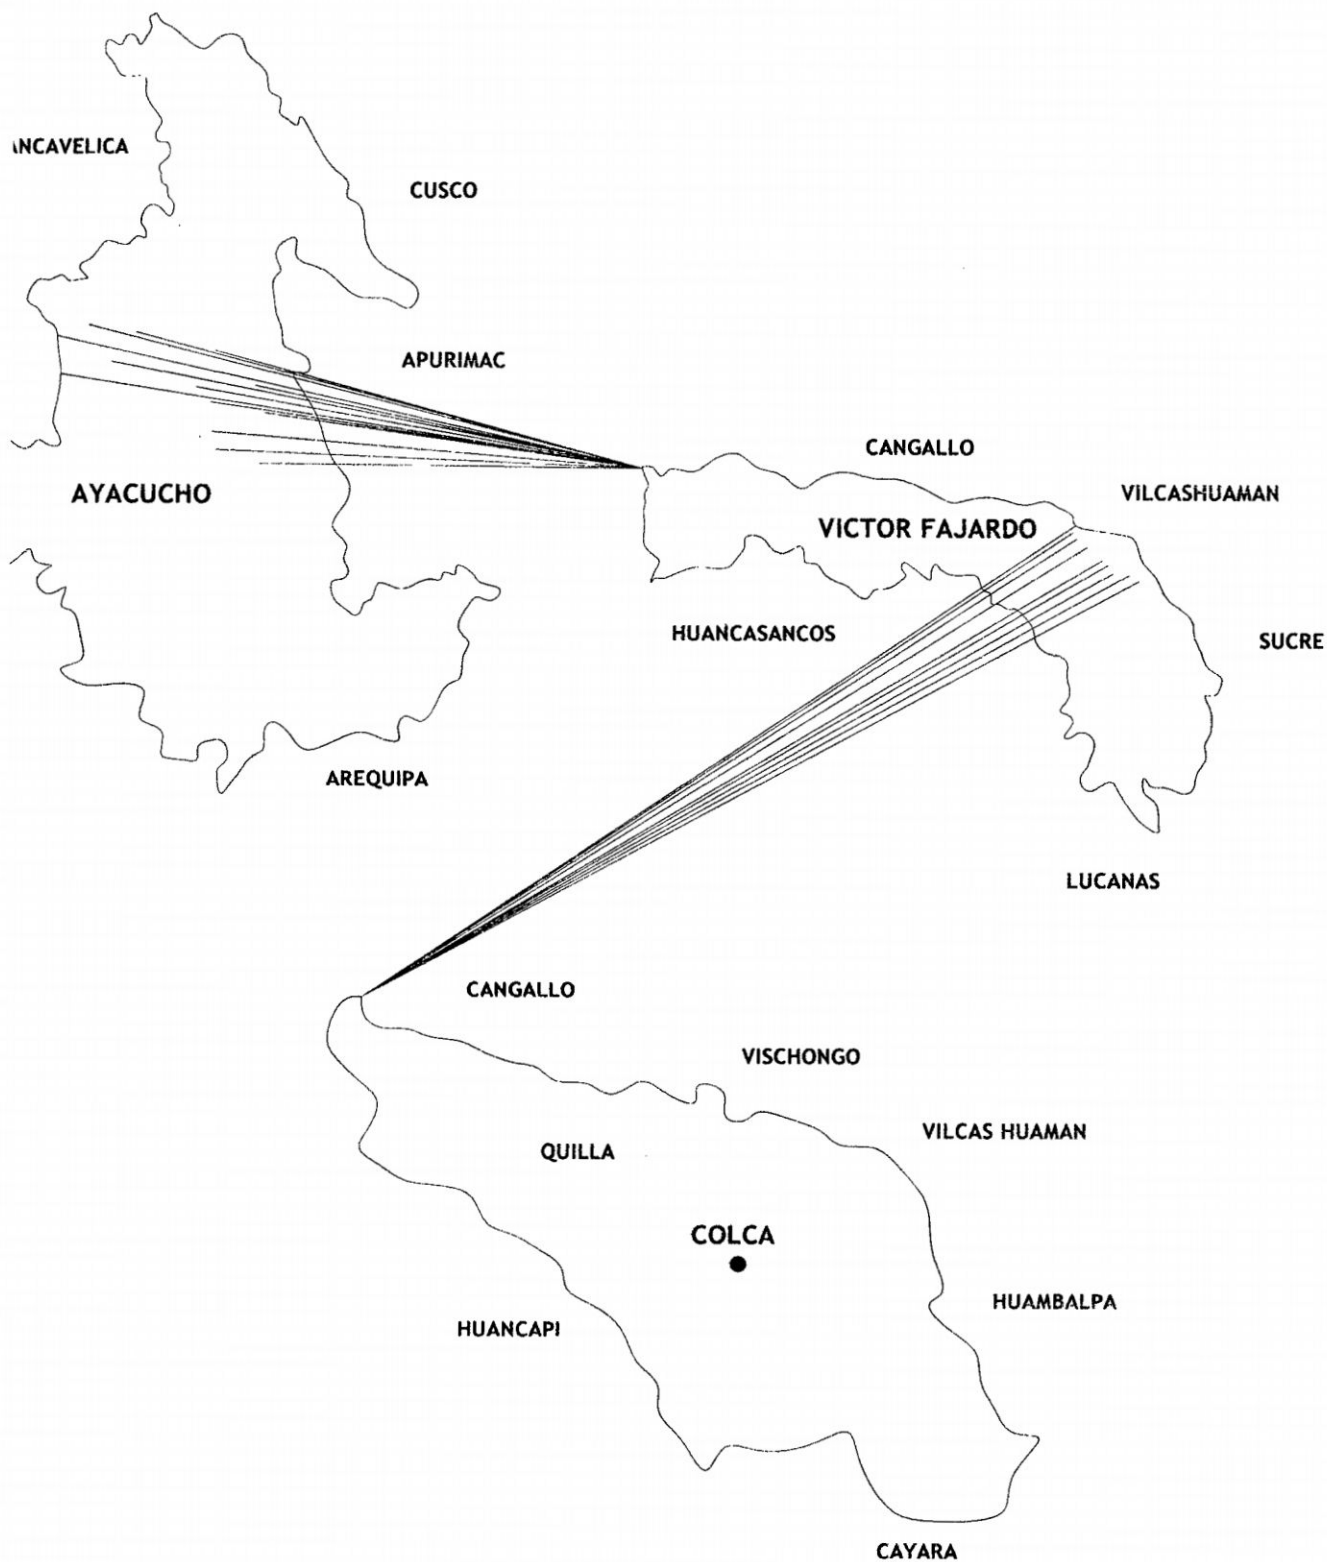 ANCAVELICA
CUSCO
APURIMAC
AYACUCHO
AREQUIPA
CANGALLO
VILCASHUAMAN
VICTOR FAJARDO
HUANCASANCOS
SUCRE
LUCANAS
CANGALLO
VISCHONGO
VILCAS HUAMAN
QUILLA
COLCA
HUAMBALPA
HUANCAPI
CAYARA